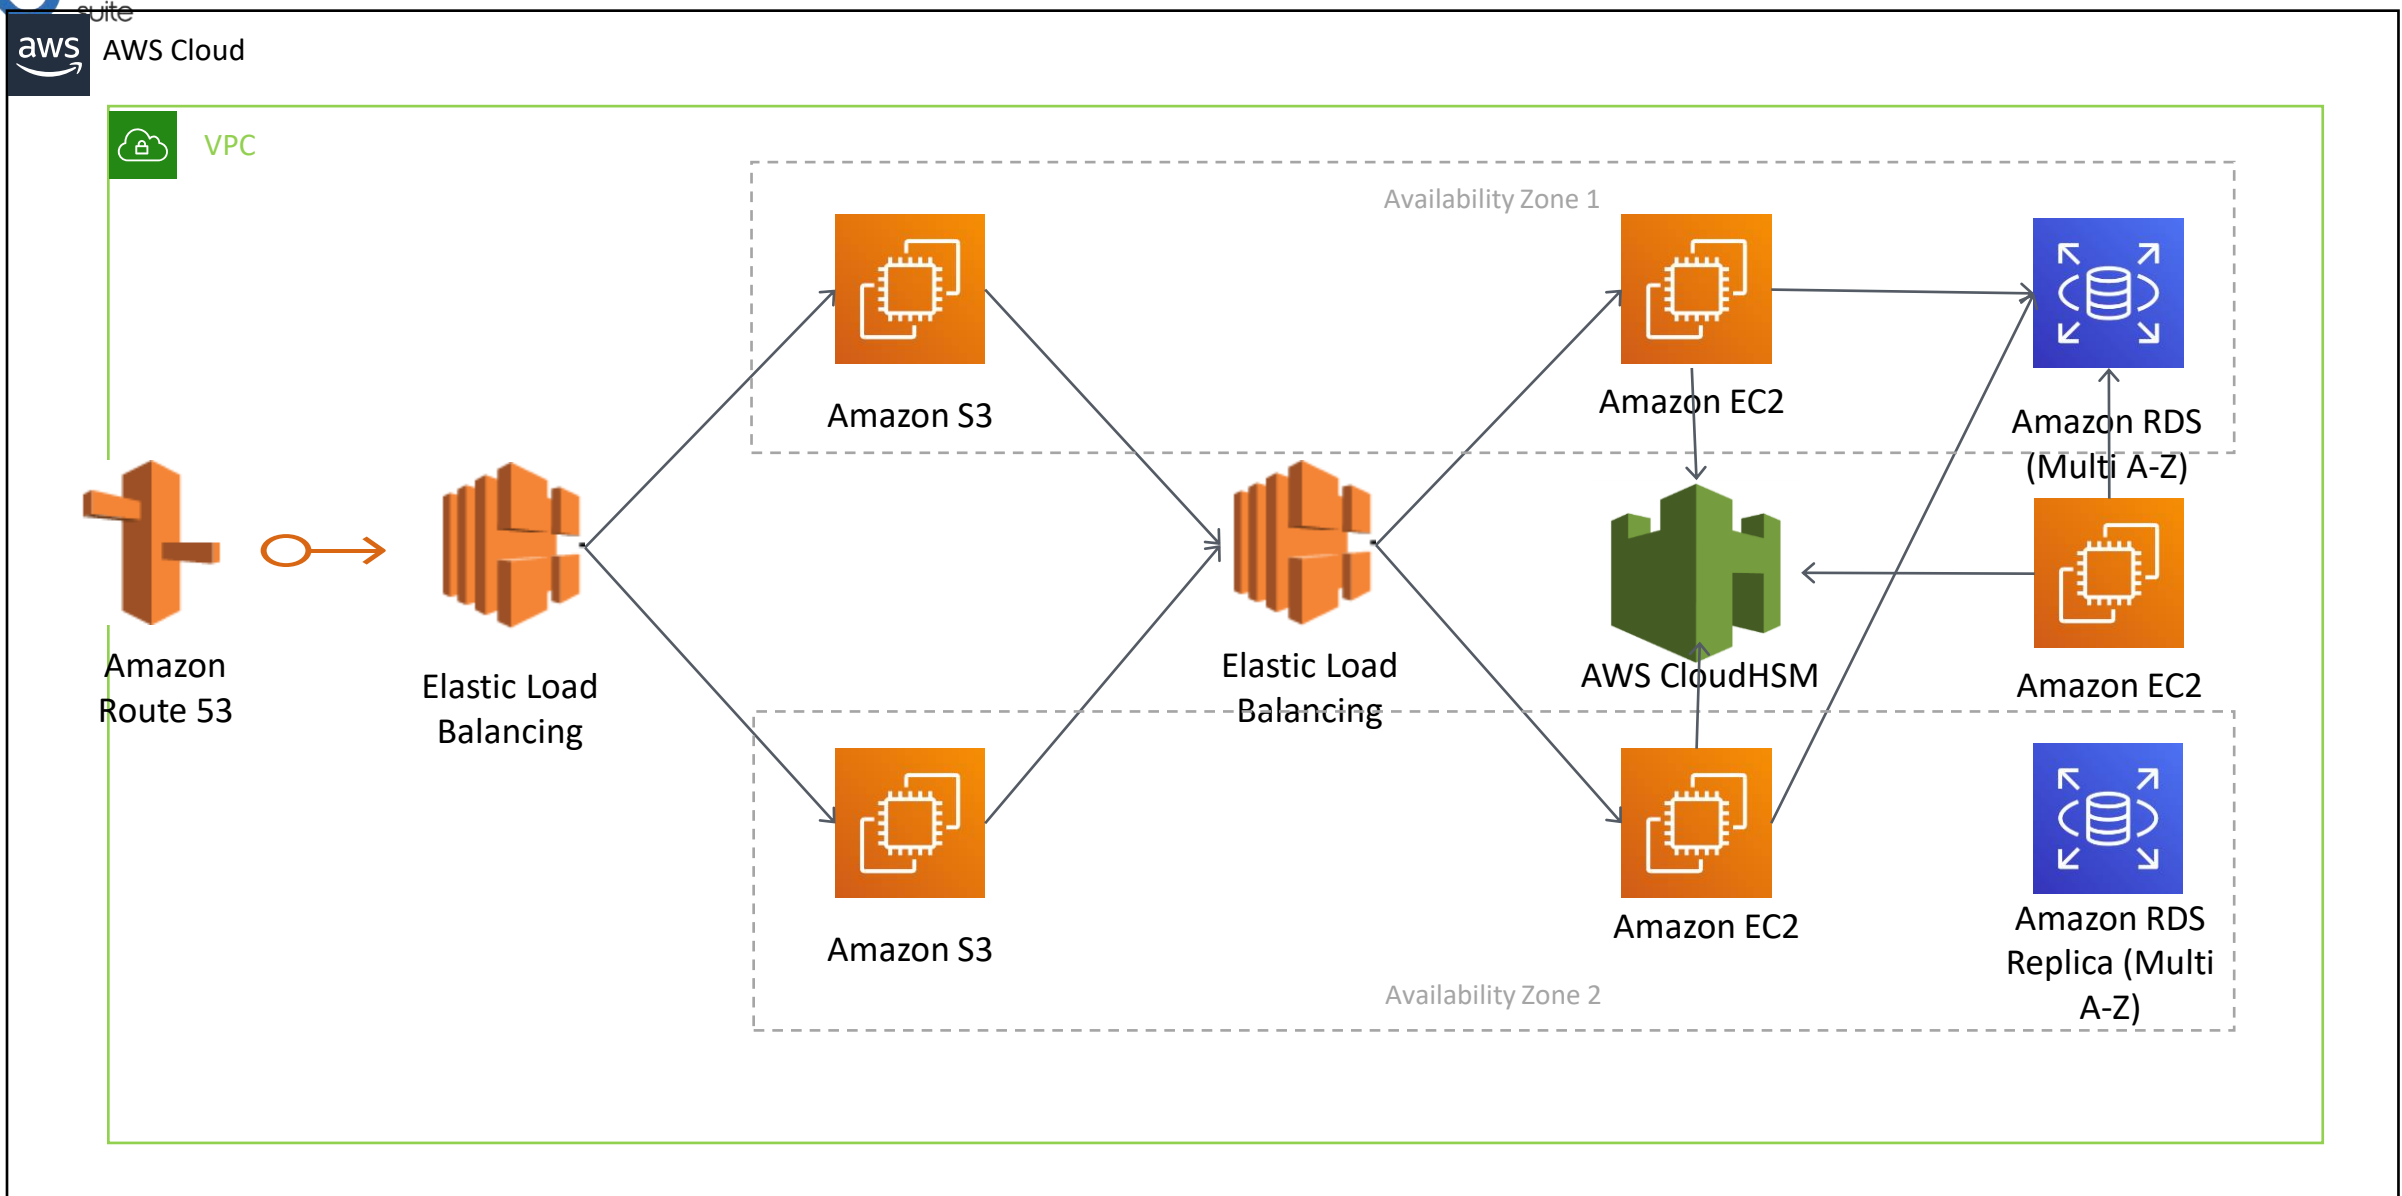 suite
aws
AWS Cloud
VPC
Availability Zone 1
Amazon S3
Amazon EC2
Amazon RDS
(Multi A-Z)
Amazon
Route 53
Elastic Load
Balancing
Elastic Load
Balancing
AWS CloudHSM
Amazon EC2
Amazon S3
Amazon EC2
Amazon RDS
Replica (Multi
A-Z)
Availability Zone 2